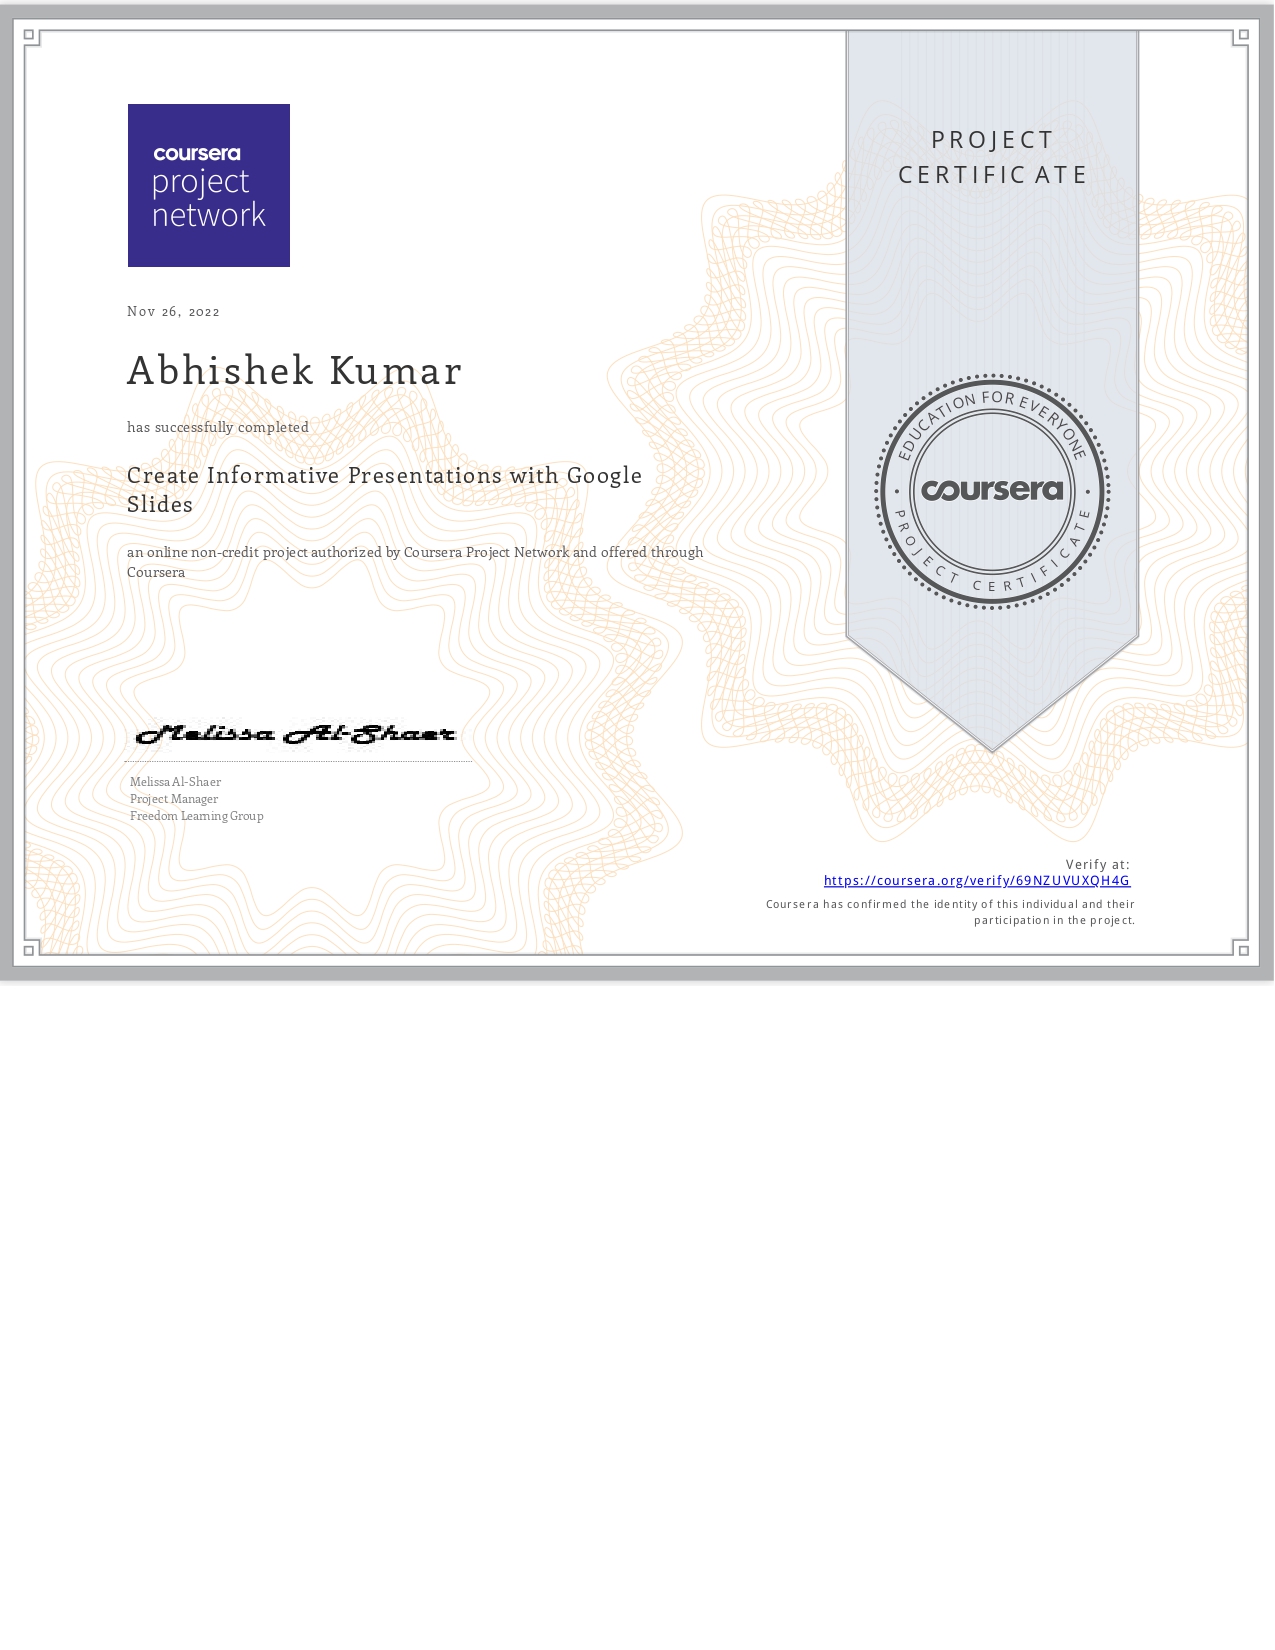 coursera
project
network
PROJECT
CERTIFICATE
Nov 26, 2022
Abhishek Kumar
has successfully completed
Create Informative Presentations with Google
Slides
an online non-credit project authorized by Coursera Project Network and offered through
Coursera
EDUCATION FOR EVERYONE
coursera
PROJECT CERTIFICATE
Melissa Al-Shaer
Melissa Al-Shaer
Project Manager
Freedom Learning Group
Verify at:
https://coursera.org/verify/69NZUVUXQH4G
Coursera has confirmed the identity of this individual and their
participation in the project.